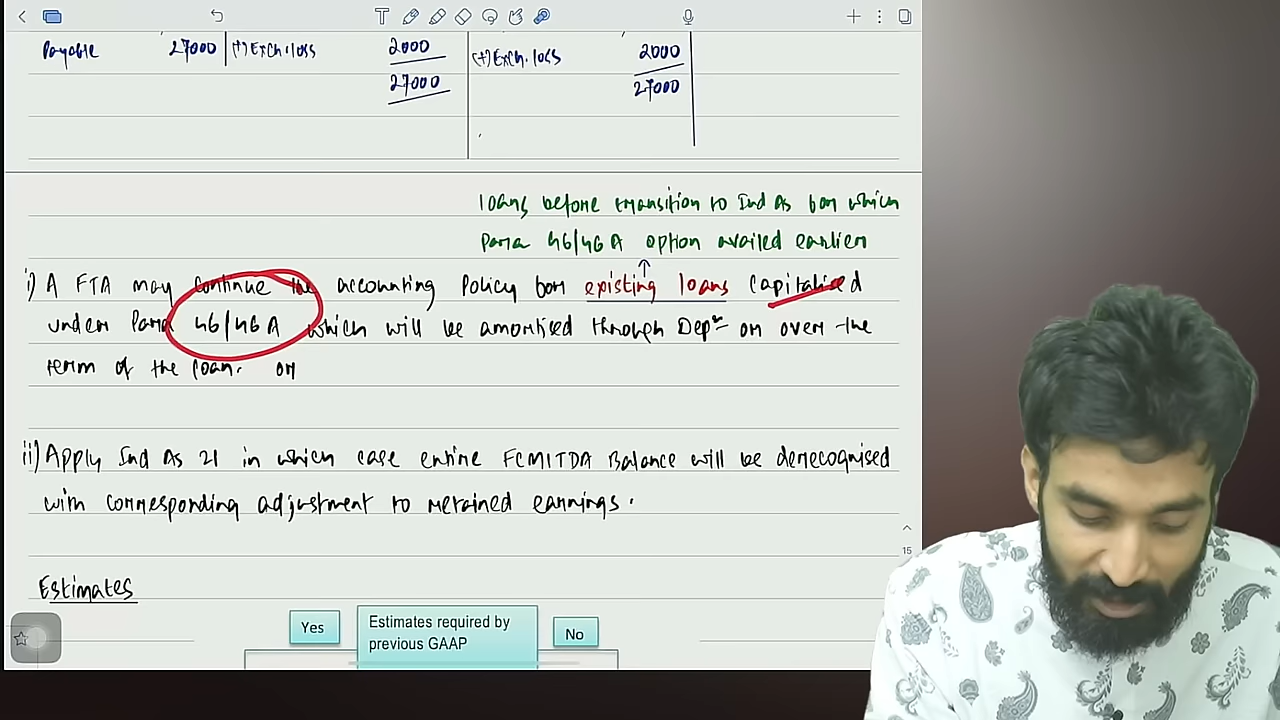 Payable 27000 (+) Exch. loss 2000 (+) Exch. loss 2000
27000 27000
loans before transition to Ind As for which
Para 46/46A option availed earlier
i) A FTA may continue the accounting Policy for existing loans Capitalised
under Para 46/46 A which will be amortised through Depn or over the
term of the loan. or
ii) Apply Ind As 21 in which case entire FCMITDA Balance will be derecognised
with corresponding adjustment to retained earnings.
15
Estimates
Yes
Estimates required by
previous GAAP
No